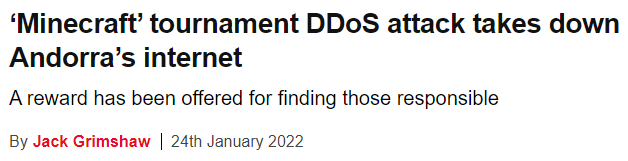 ‘Minecraft’ tournament DDoS attack takes down
Andorra’s internet
A reward has been offered for finding those responsible
By Jack Grimshaw | 24th January 2022